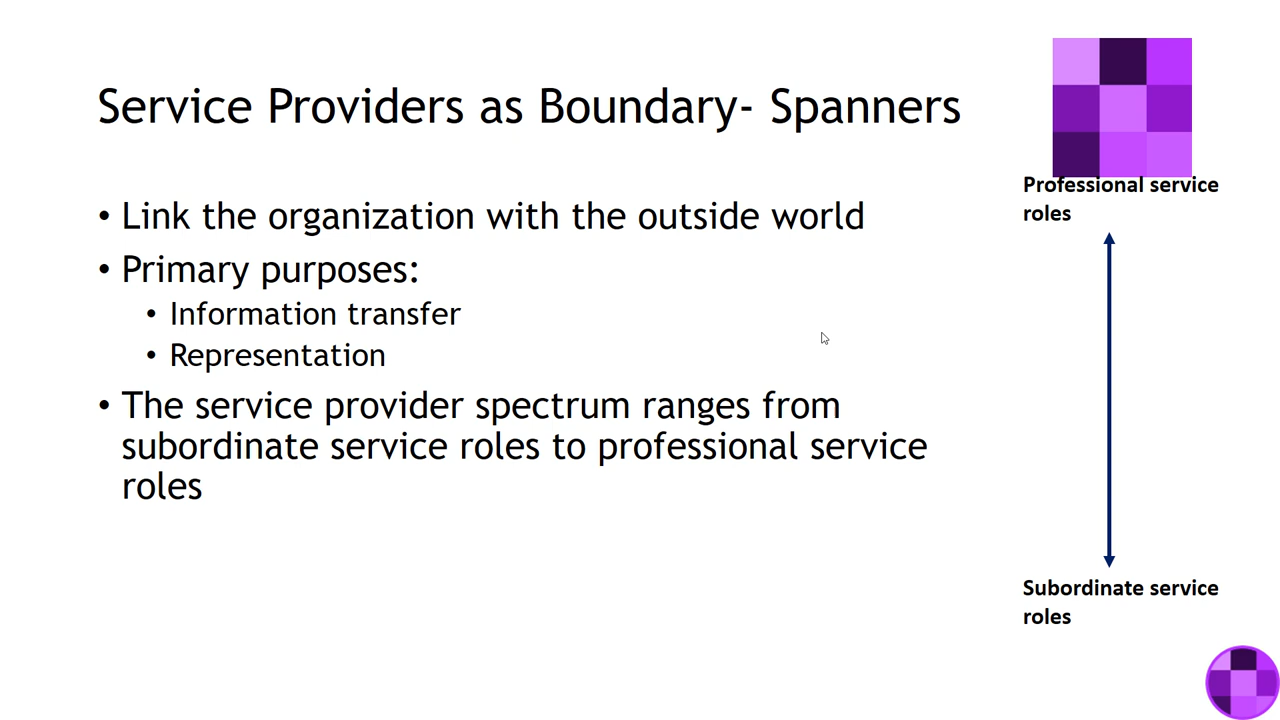 Service Providers as Boundary- Spanners
• Link the organization with the outside world
• Primary purposes:
• Information transfer
• Representation
• The service provider spectrum ranges from
subordinate service roles to professional service
roles
Professional service
roles
Subordinate service
roles